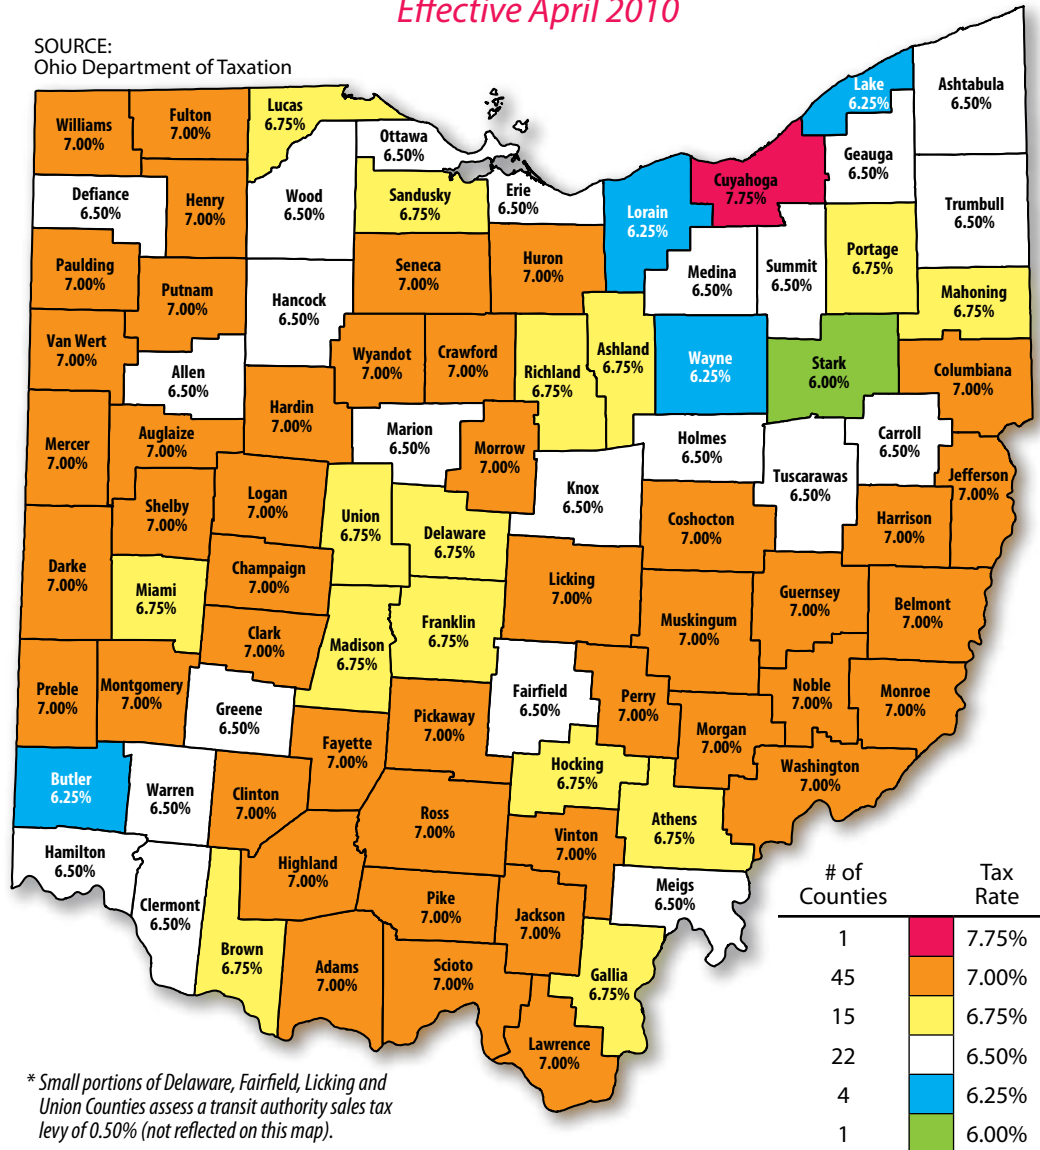 Effective April 2010
SOURCE:
Ohio Department of Taxation
Williams
7.00%
Fulton
7.00%
Lucas
6.75%
Ottawa
6.50%
Lake
6.25%
Ashtabula
6.50%
Geauga
6.50%
Cuyahoga
7.75%
Defiance
6.50%
Henry
7.00%
Wood
6.50%
Sandusky
6.75%
Erie
6.50%
Lorain
6.25%
Trumbull
6.50%
Paulding
7.00%
Putnam
7.00%
Hancock
6.50%
Seneca
7.00%
Huron
7.00%
Medina
6.50%
Summit
6.50%
Portage
6.75%
Mahoning
6.75%
Van Wert
7.00%
Allen
6.50%
Wyandot
7.00%
Crawford
7.00%
Richland
6.75%
Ashland
6.75%
Wayne
6.25%
Stark
6.00%
Columbiana
7.00%
Mercer
7.00%
Auglaize
7.00%
Hardin
7.00%
Marion
6.50%
Morrow
7.00%
Holmes
6.50%
Tuscarawas
6.50%
Carroll
6.50%
Jefferson
7.00%
Shelby
7.00%
Logan
7.00%
Union
6.75%
Delaware
6.75%
Knox
6.50%
Coshocton
7.00%
Harrison
7.00%
Darke
7.00%
Miami
6.75%
Champaign
7.00%
Licking
7.00%
Muskingum
7.00%
Guernsey
7.00%
Belmont
7.00%
Clark
7.00%
Madison
6.75%
Franklin
6.75%
Preble
7.00%
Montgomery
7.00%
Greene
6.50%
Pickaway
7.00%
Fairfield
6.50%
Perry
7.00%
Morgan
7.00%
Noble
7.00%
Monroe
7.00%
Fayette
7.00%
Hocking
6.75%
Washington
7.00%
Butler
6.25%
Warren
6.50%
Clinton
7.00%
Ross
7.00%
Vinton
7.00%
Athens
6.75%
Hamilton
6.50%
Clermont
6.50%
Highland
7.00%
Pike
7.00%
Jackson
7.00%
Meigs
6.50%
Brown
6.75%
Adams
7.00%
Scioto
7.00%
Gallia
6.75%
Lawrence
7.00%
# of Counties Tax Rate
1 7.75%
45 7.00%
15 6.75%
22 6.50%
4 6.25%
1 6.00%
* Small portions of Delaware, Fairfield, Licking and
Union Counties assess a transit authority sales tax
levy of 0.50% (not reflected on this map).